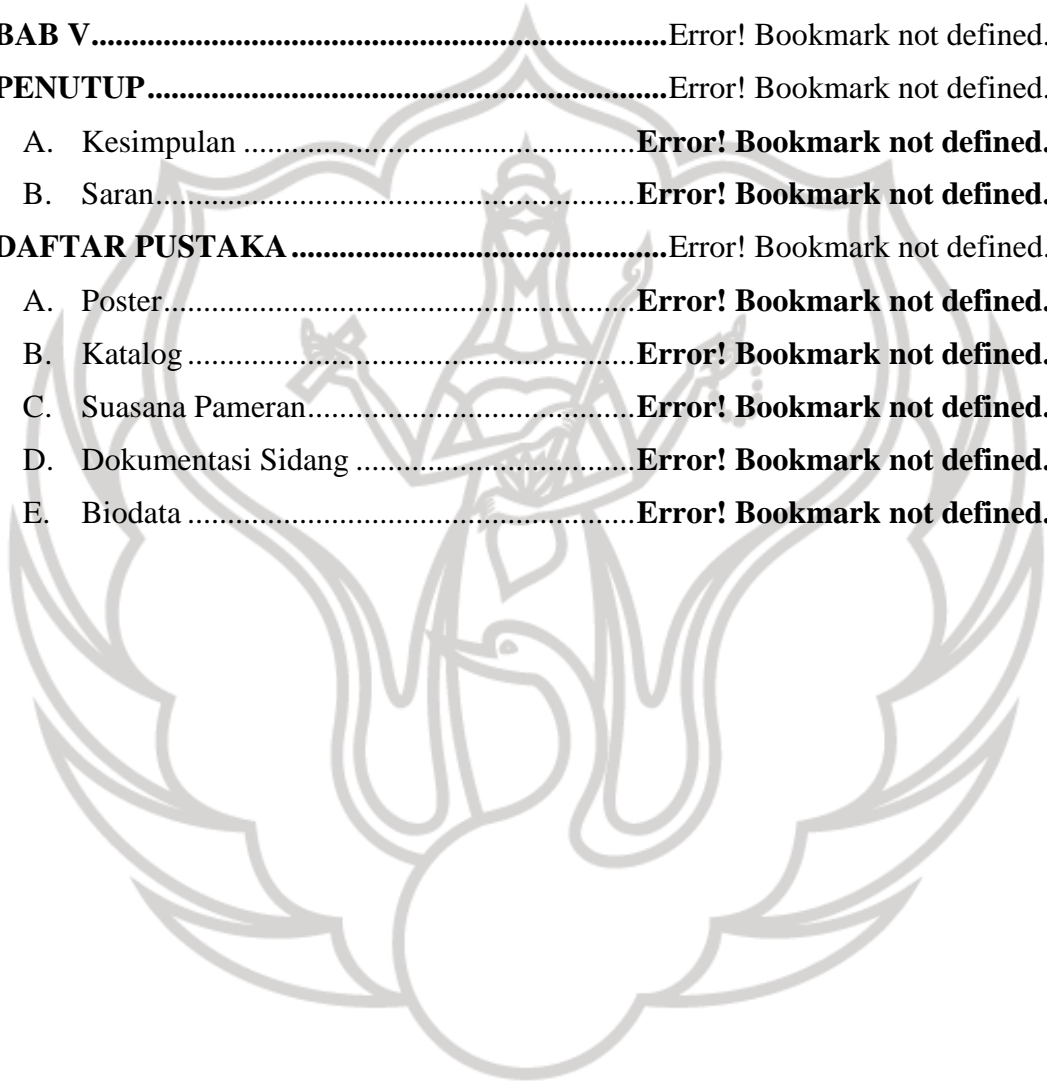 BAB V........................................................................Error! Bookmark not defined.
PENUTUP.................................................................Error! Bookmark not defined.
A. Kesimpulan .................................................Error! Bookmark not defined.
B. Saran............................................................Error! Bookmark not defined.
DAFTAR PUSTAKA ...............................................Error! Bookmark not defined.
A. Poster...........................................................Error! Bookmark not defined.
B. Katalog ........................................................Error! Bookmark not defined.
C. Suasana Pameran.........................................Error! Bookmark not defined.
D. Dokumentasi Sidang ...................................Error! Bookmark not defined.
E. Biodata ........................................................Error! Bookmark not defined.